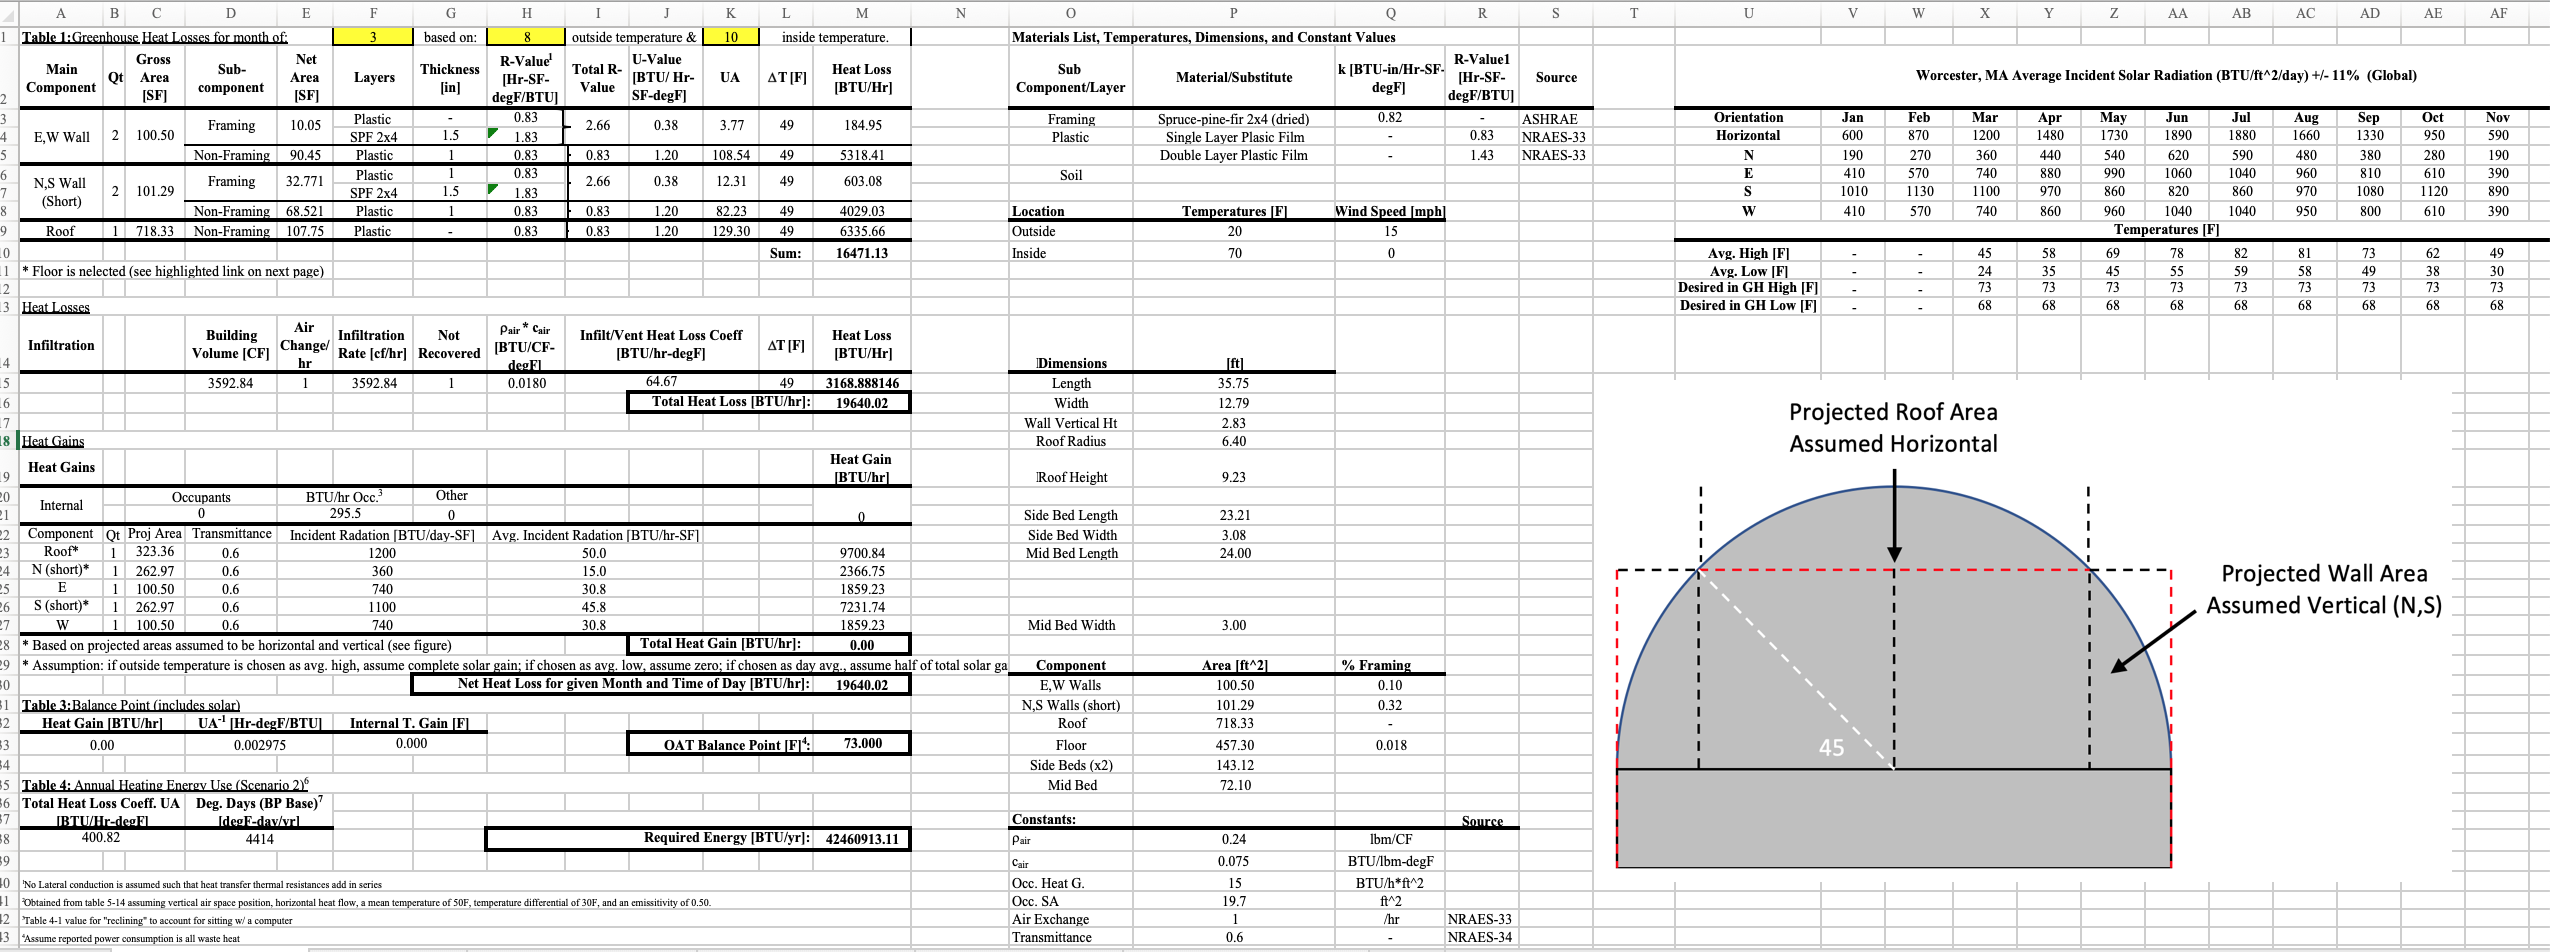 A B C D E F G H I J K L M N O P Q R S T U V W X Y Z AA AB AC AD AE AF
1 Table 1:Greenhouse Heat Losses for month of: 3 based on: 8 outside temperature & 10 inside temperature.
Main Component Qt Gross Area [SF] Sub-component Net Area [SF] Layers Thickness [in] R-Value¹ [Hr-SF-degF/BTU] Total R-Value U-Value [BTU/ Hr-SF-degF] UA ΔT [F] Heat Loss [BTU/Hr]
E,W Wall 2 100.50 Framing 10.05 Plastic - 0.83 2.66 0.38 3.77 49 184.95
SPF 2x4 1.5 1.83
Non-Framing 90.45 Plastic 1 0.83 0.83 1.20 108.54 49 5318.41
N,S Wall (Short) 2 101.29 Framing 32.771 Plastic 1 0.83 2.66 0.38 12.31 49 603.08
SPF 2x4 1.5 1.83
Non-Framing 68.521 Plastic 1 0.83 0.83 1.20 82.23 49 4029.03
Roof 1 718.33 Non-Framing 107.75 Plastic - 0.83 0.83 1.20 129.30 49 6335.66
Sum: 16471.13
* Floor is nelected (see highlighted link on next page)
Heat Losses
Infiltration Building Volume [CF] Air Change/ hr Infiltration Rate [cf/hr] Not Recovered ρair * cair [BTU/CF-degF] Infilt/Vent Heat Loss Coeff [BTU/hr-degF] ΔT [F] Heat Loss [BTU/Hr]
3592.84 1 3592.84 1 0.0180 64.67 49 3168.888146
Total Heat Loss [BTU/hr]: 19640.02
Heat Gains
Heat Gains Heat Gain [BTU/hr]
Internal Occupants BTU/hr Occ.³ Other
0 295.5 0 0
Component Qt Proj Area Transmittance Incident Radation [BTU/day-SF] Avg. Incident Radation [BTU/hr-SF]
Roof* 1 323.36 0.6 1200 50.0 9700.84
N (short)* 1 262.97 0.6 360 15.0 2366.75
E 1 100.50 0.6 740 30.8 1859.23
S (short)* 1 262.97 0.6 1100 45.8 7231.74
W 1 100.50 0.6 740 30.8 1859.23
* Based on projected areas assumed to be horizontal and vertical (see figure) Total Heat Gain [BTU/hr]: 0.00
* Assumption: if outside temperature is chosen as avg. high, assume complete solar gain; if chosen as avg. low, assume zero; if chosen as day avg., assume half of total solar ga
Net Heat Loss for given Month and Time of Day [BTU/hr]: 19640.02
Table 3:Balance Point (includes solar)
Heat Gain [BTU/hr] UA⁻¹ [Hr-degF/BTU] Internal T. Gain [F]
0.00 0.002975 0.000 OAT Balance Point [F]⁴: 73.000
Table 4: Annual Heating Energy Use (Scenario 2)⁶
Total Heat Loss Coeff. UA [BTU/Hr-degF] Deg. Days (BP Base)⁷ [degF-day/yr]
400.82 4414 Required Energy [BTU/yr]: 42460913.11
¹No Lateral conduction is assumed such that heat transfer thermal resistances add in series
²Obtained from table 5-14 assuming vertical air space position, horizontal heat flow, a mean temperature of 50F, temperature differential of 30F, and an emissitivity of 0.50.
³Table 4-1 value for "reclining" to account for sitting w/ a computer
⁴Assume reported power consumption is all waste heat
Materials List, Temperatures, Dimensions, and Constant Values
Sub Component/Layer Material/Substitute k [BTU-in/Hr-SF-degF] R-Value1 [Hr-SF-degF/BTU] Source
Framing Spruce-pine-fir 2x4 (dried) 0.82 - ASHRAE
Plastic Single Layer Plasic Film - 0.83 NRAES-33
Double Layer Plastic Film - 1.43 NRAES-33
Soil
Location Temperatures [F] Wind Speed [mph]
Outside 20 15
Inside 70 0
Dimensions [ft]
Length 35.75
Width 12.79
Wall Vertical Ht 2.83
Roof Radius 6.40
Roof Height 9.23
Side Bed Length 23.21
Side Bed Width 3.08
Mid Bed Length 24.00
Mid Bed Width 3.00
Component Area [ft^2] % Framing
E,W Walls 100.50 0.10
N,S Walls (short) 101.29 0.32
Roof 718.33 -
Floor 457.30 0.018
Side Beds (x2) 143.12
Mid Bed 72.10
Constants: Source
ρair 0.24 lbm/CF
cair 0.075 BTU/lbm-degF
Occ. Heat G. 15 BTU/h*ft^2
Occ. SA 19.7 ft^2
Air Exchange 1 /hr NRAES-33
Transmittance 0.6 - NRAES-34
Worcester, MA Average Incident Solar Radiation (BTU/ft^2/day) +/- 11% (Global)
Orientation Jan Feb Mar Apr May Jun Jul Aug Sep Oct Nov
Horizontal 600 870 1200 1480 1730 1890 1880 1660 1330 950 590
N 190 270 360 440 540 620 590 480 380 280 190
E 410 570 740 880 990 1060 1040 960 810 610 390
S 1010 1130 1100 970 860 820 860 970 1080 1120 890
W 410 570 740 860 960 1040 1040 950 800 610 390
Temperatures [F]
Avg. High [F] - - 45 58 69 78 82 81 73 62 49
Avg. Low [F] - - 24 35 45 55 59 58 49 38 30
Desired in GH High [F] - - 73 73 73 73 73 73 73 73 73
Desired in GH Low [F] - - 68 68 68 68 68 68 68 68 68
Projected Roof Area
Assumed Horizontal
Projected Wall Area
Assumed Vertical (N,S)
45